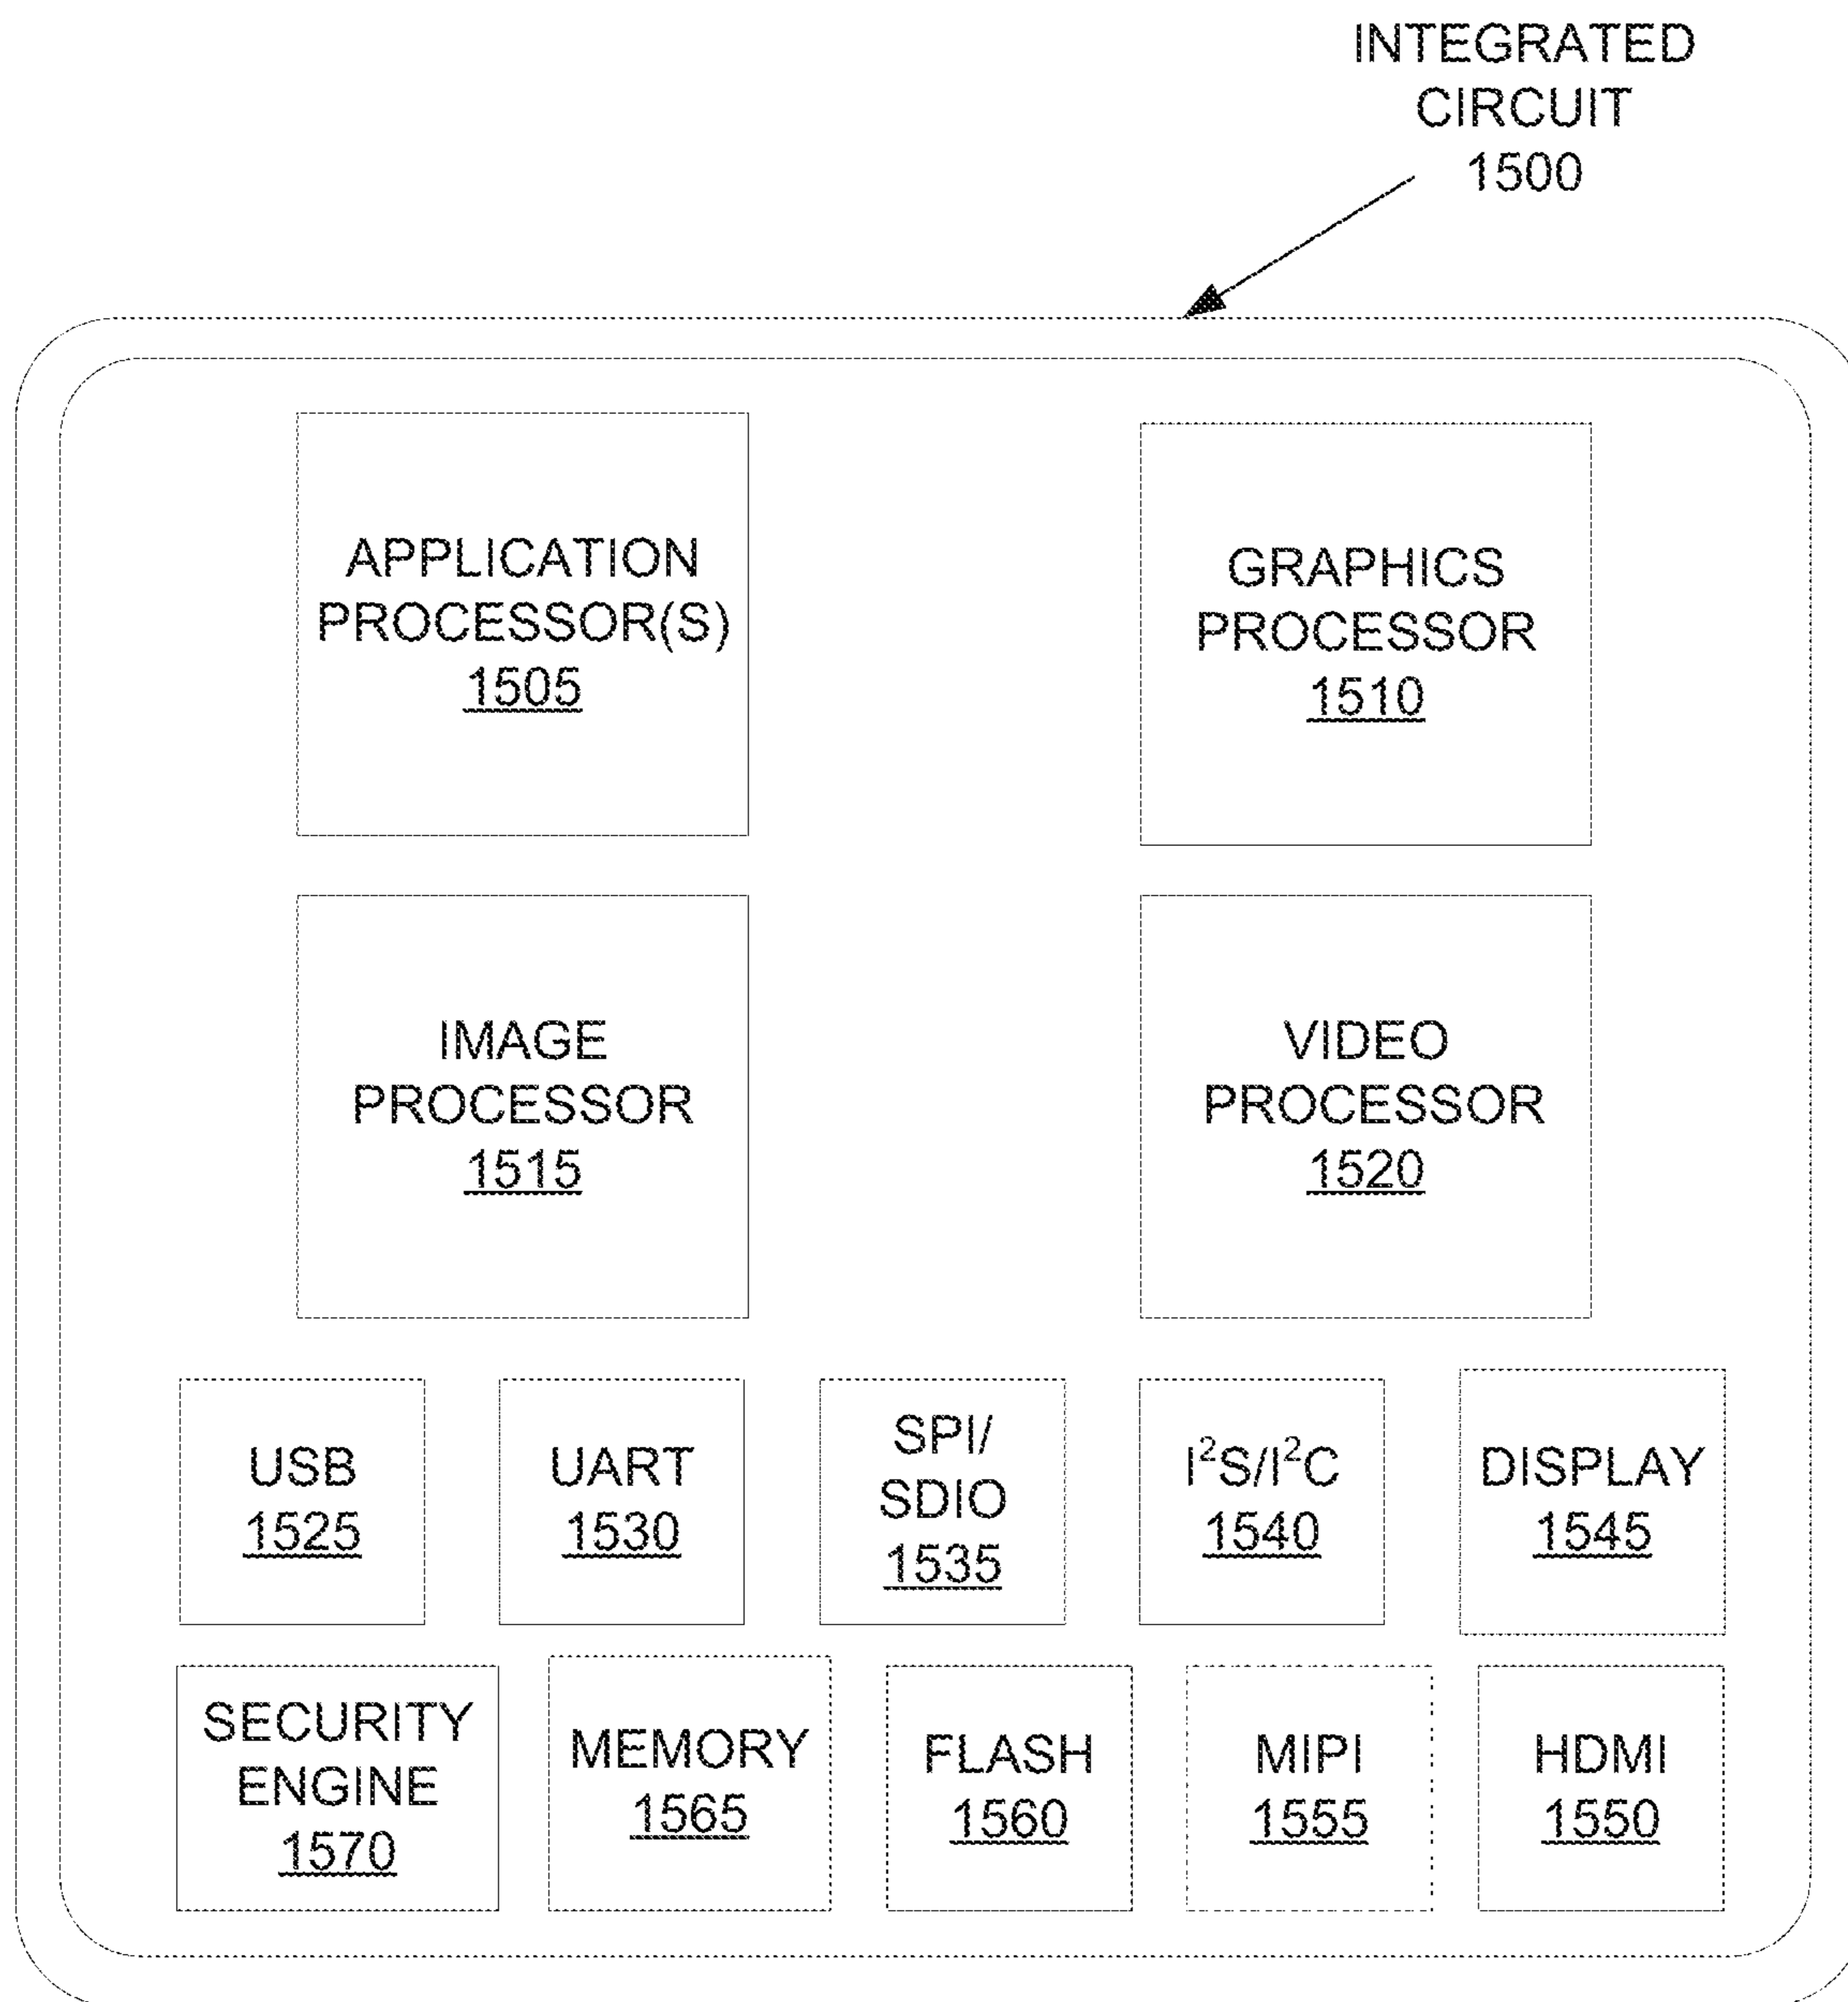 INTEGRATED
CIRCUIT
1500
APPLICATION
PROCESSOR(S)
1505
GRAPHICS
PROCESSOR
1510
IMAGE
PROCESSOR
1515
VIDEO
PROCESSOR
1520
USB
1525
UART
1530
SPI/
SDIO
1535
I²S/I²C
1540
DISPLAY
1545
SECURITY
ENGINE
1570
MEMORY
1565
FLASH
1560
MIPI
1555
HDMI
1550